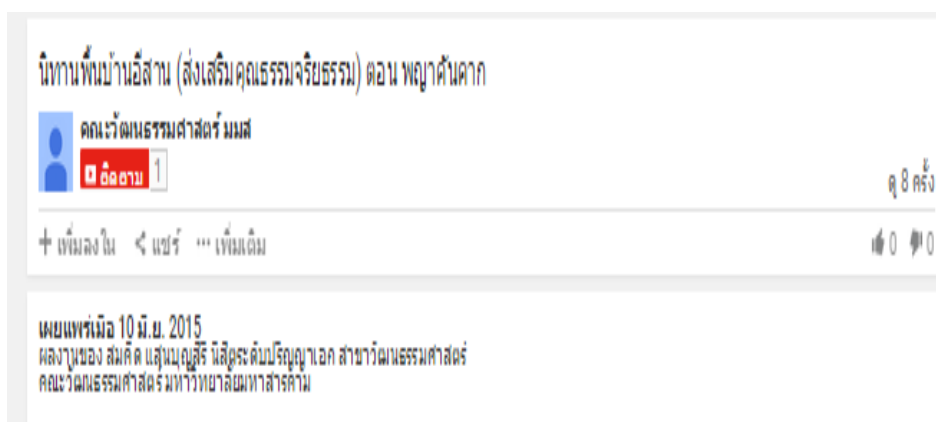 นิทานพื้นบ้านอีสาน (ส่งเสริมคุณธรรมจริยธรรม) ตอน พญาคันคาก
คณะวัฒนธรรมศาสตร์ มมส
ติดตาม 1
ดู 8 ครั้ง
+ เพิ่มลงใน แชร์ ··· เพิ่มเติม
0 0
เผยแพร่เมื่อ 10 มิ.ย. 2015
ผลงานของ สมคิด แสนบุญสิริ นิสิตระดับปริญญาเอก สาขาวัฒนธรรมศาสตร์
คณะวัฒนธรรมศาสตร์ มหาวิทยาลัยมหาสารคาม